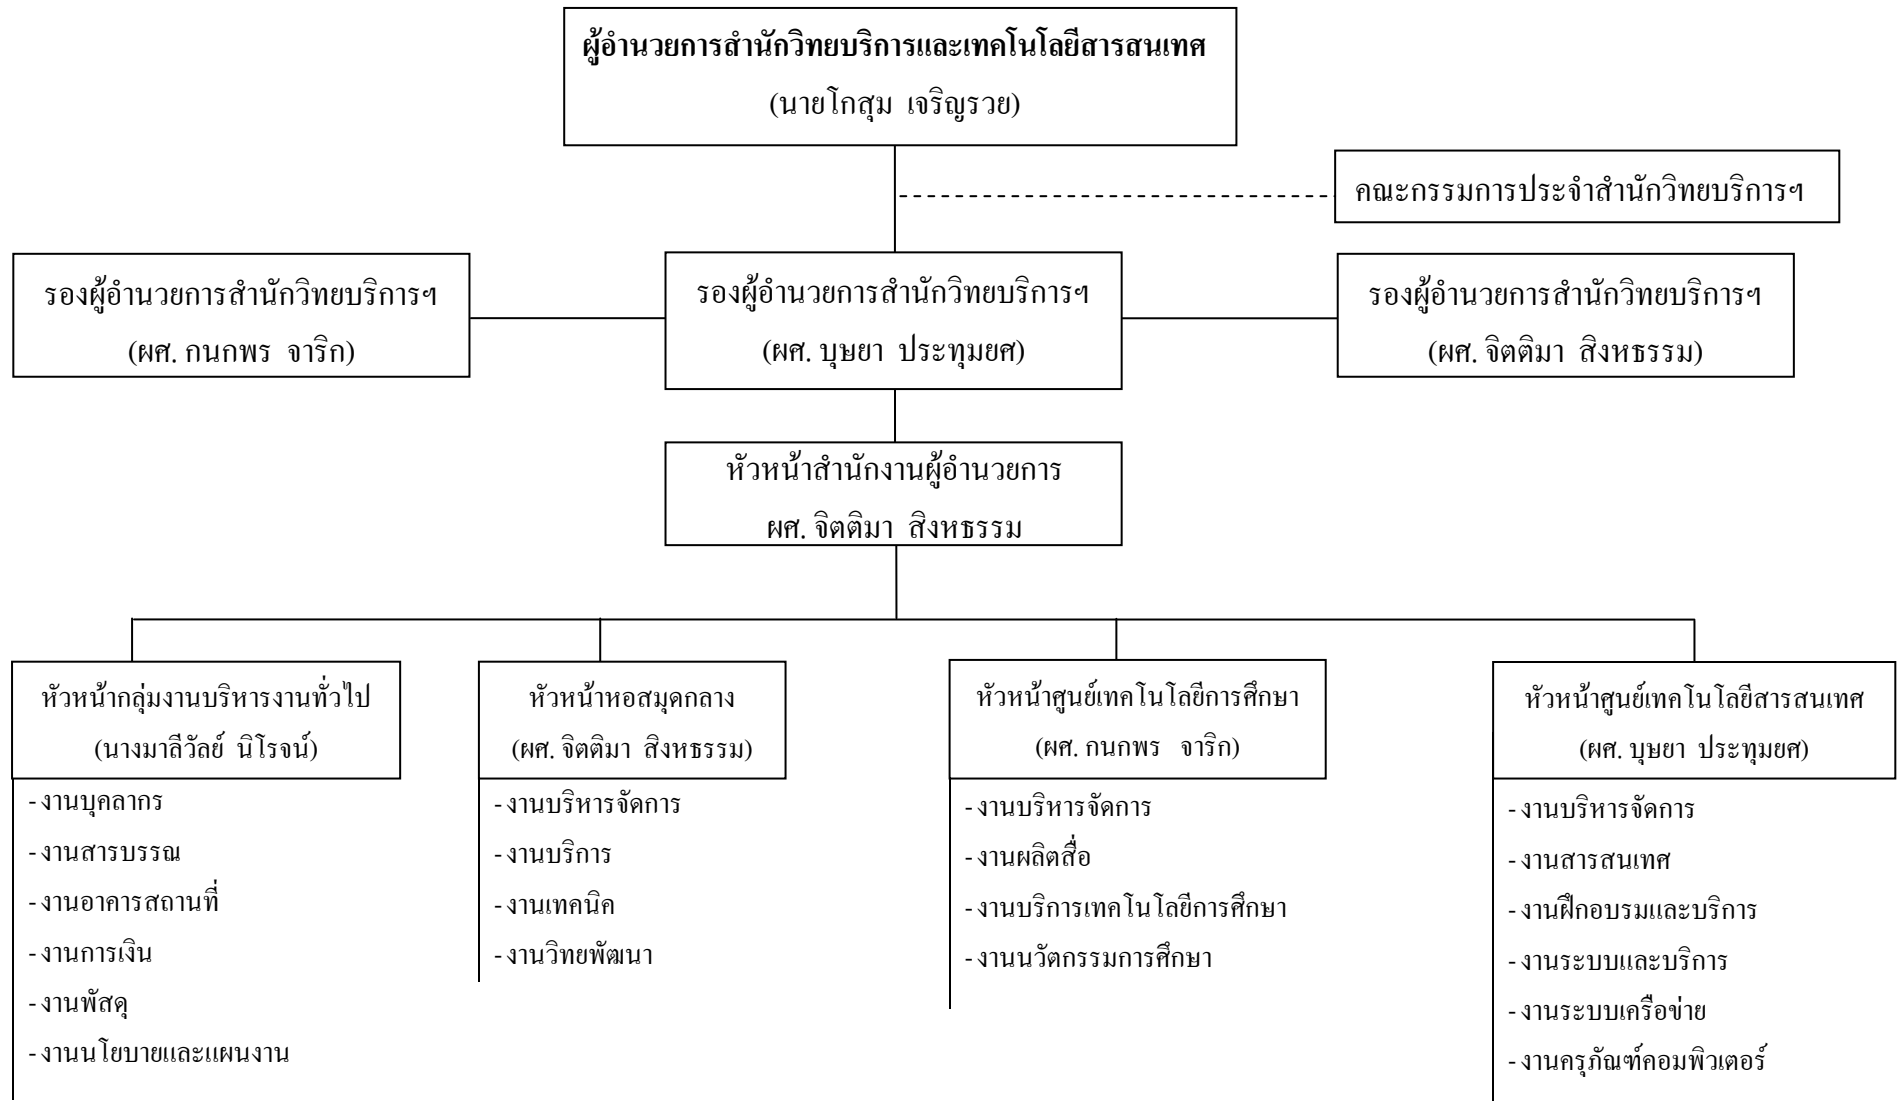 ผู้อำนวยการสำนักวิทยบริการและเทคโนโลยีสารสนเทศ
(นายโกสุม เจริญรวย)
คณะกรรมการประจำสำนักวิทยบริการฯ
รองผู้อำนวยการสำนักวิทยบริการฯ
(ผศ. กนกพร จาริก)
รองผู้อำนวยการสำนักวิทยบริการฯ
(ผศ. บุษยา ประทุมยศ)
รองผู้อำนวยการสำนักวิทยบริการฯ
(ผศ. จิตติมา สิงหธรรม)
หัวหน้าสำนักงานผู้อำนวยการ
ผศ. จิตติมา สิงหธรรม
หัวหน้ากลุ่มงานบริหารงานทั่วไป
(นางมาลีวัลย์ นิโรจน์)
- งานบุคลากร
- งานสารบรรณ
- งานอาคารสถานที่
- งานการเงิน
- งานพัสดุ
- งานนโยบายและแผนงาน
หัวหน้าหอสมุดกลาง
(ผศ. จิตติมา สิงหธรรม)
- งานบริหารจัดการ
- งานบริการ
- งานเทคนิค
- งานวิทยพัฒนา
หัวหน้าศูนย์เทคโนโลยีการศึกษา
(ผศ. กนกพร จาริก)
- งานบริหารจัดการ
- งานผลิตสื่อ
- งานบริการเทคโนโลยีการศึกษา
- งานนวัตกรรมการศึกษา
หัวหน้าศูนย์เทคโนโลยีสารสนเทศ
(ผศ. บุษยา ประทุมยศ)
- งานบริหารจัดการ
- งานสารสนเทศ
- งานฝึกอบรมและบริการ
- งานระบบและบริการ
- งานระบบเครือข่าย
- งานครุภัณฑ์คอมพิวเตอร์